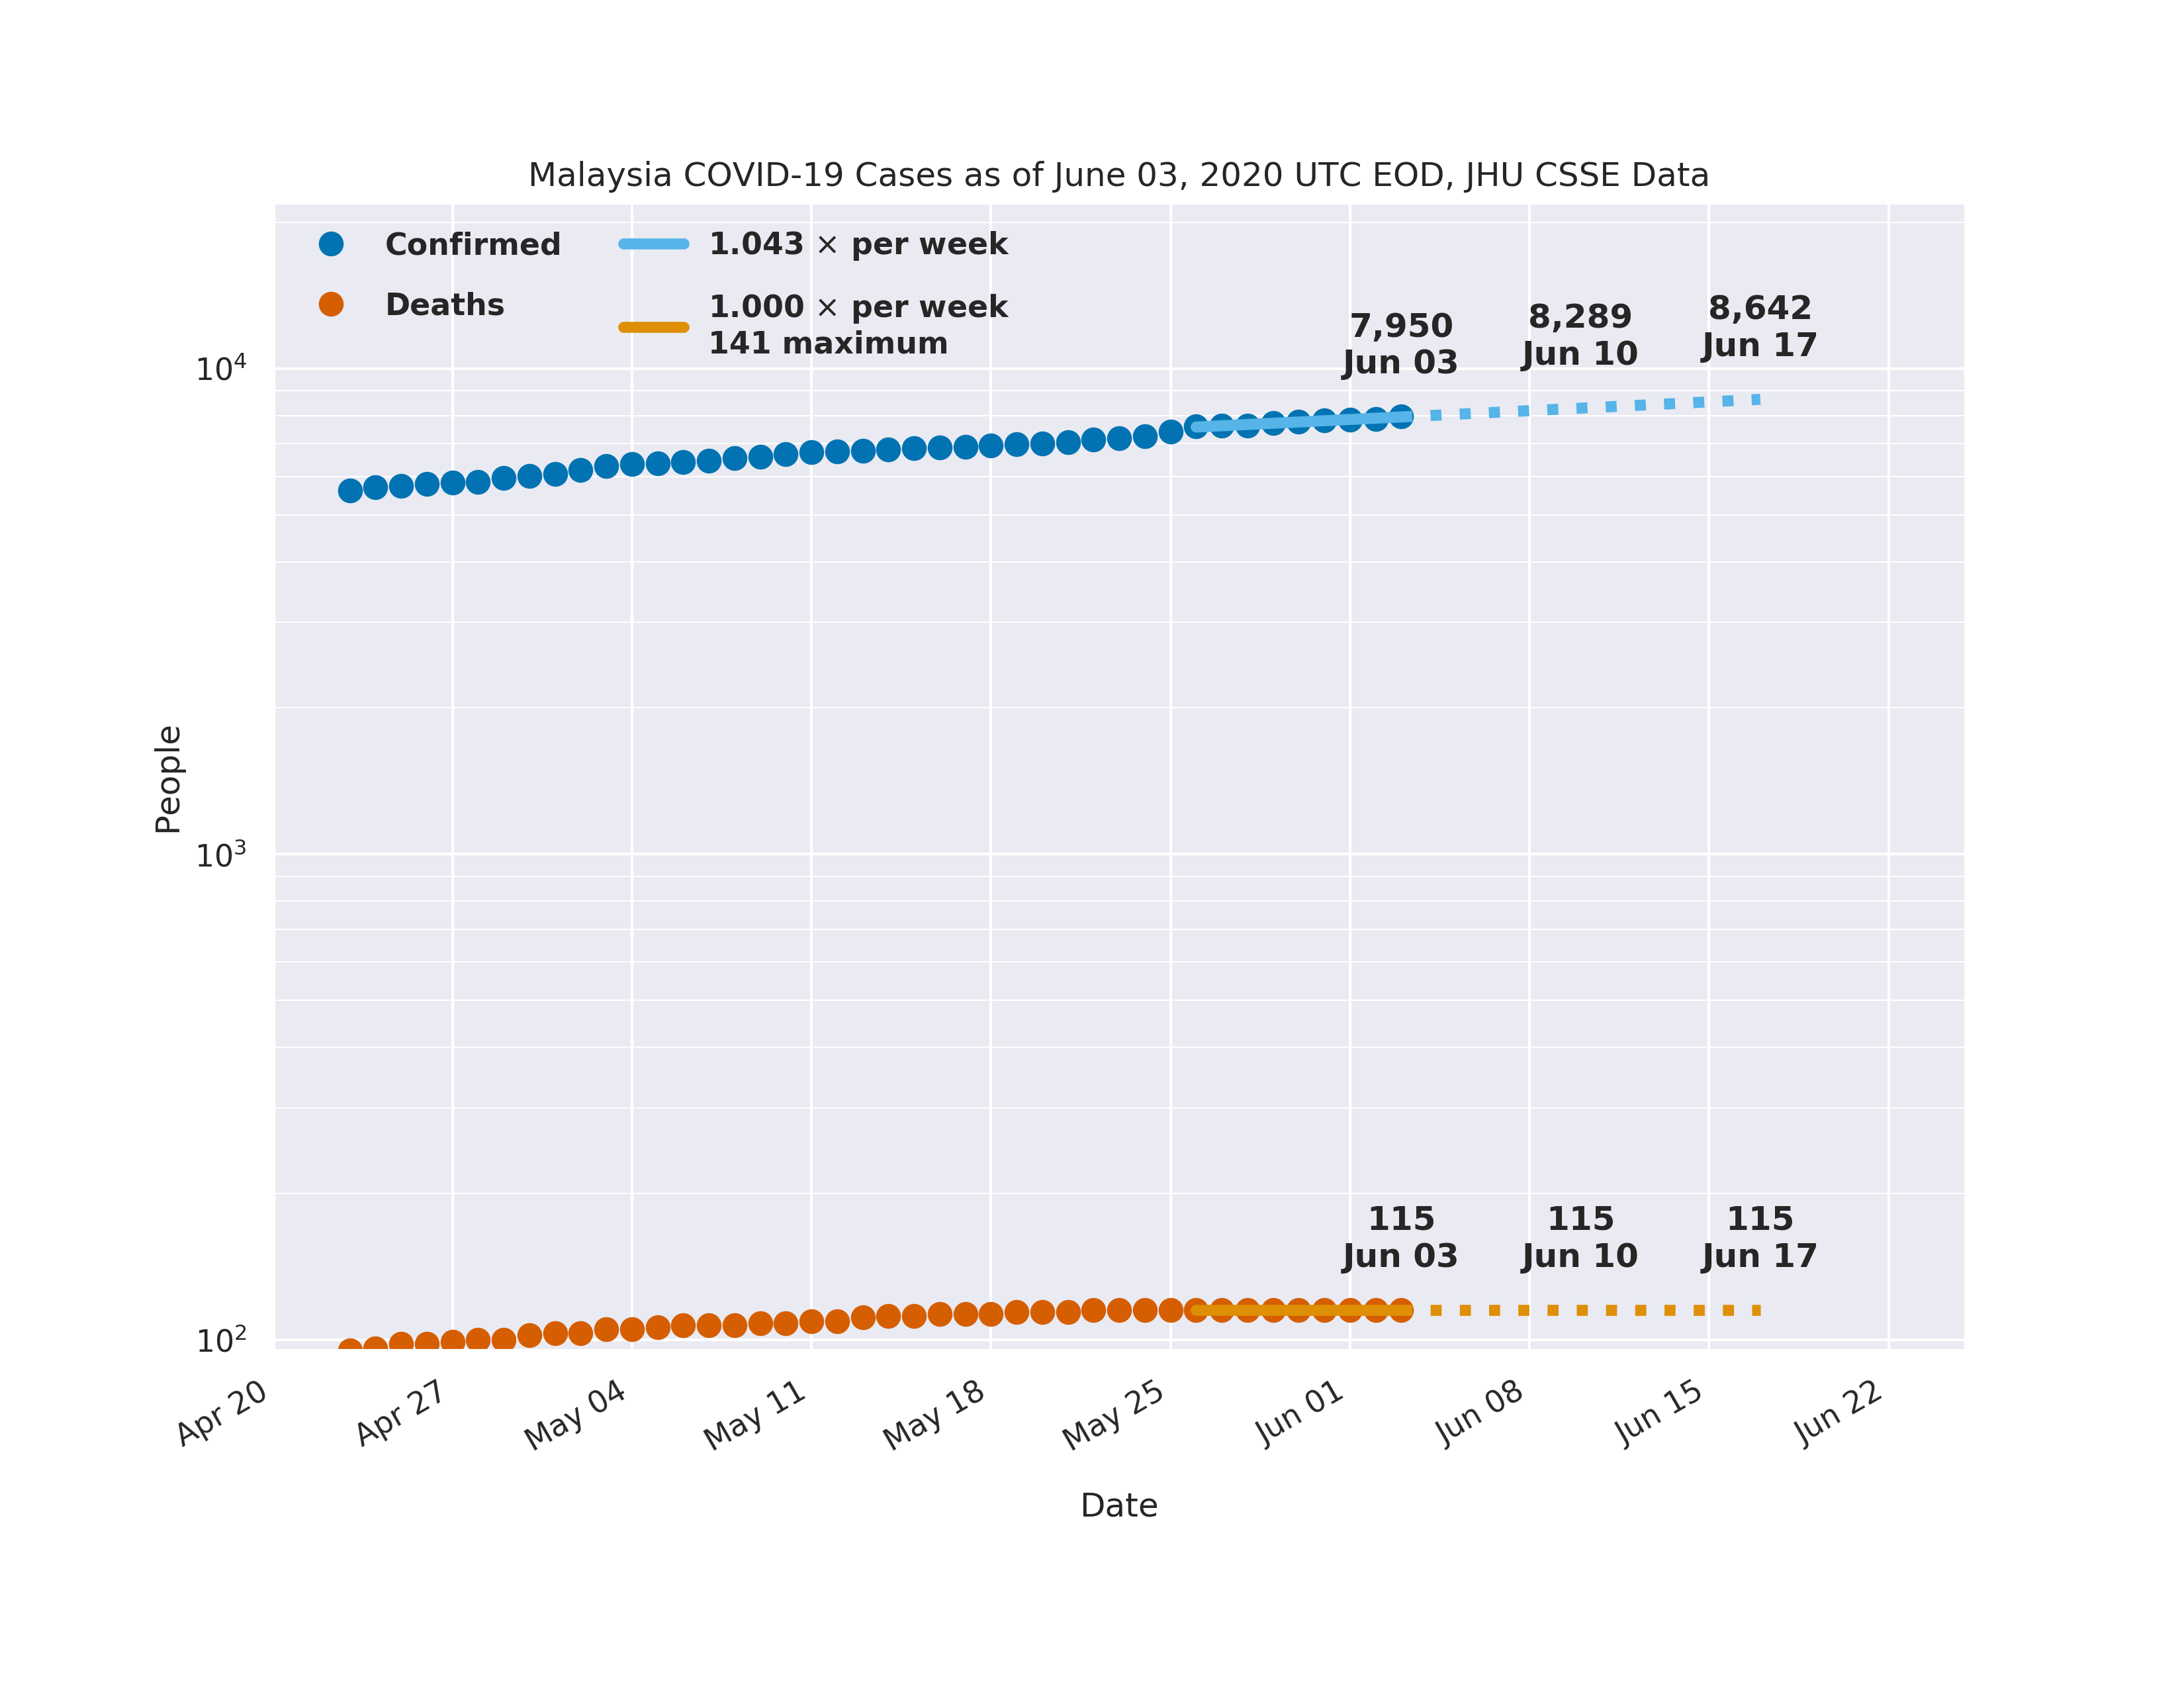 Malaysia COVID-19 Cases as of June 03, 2020 UTC EOD, JHU CSSE Data
Confirmed
Deaths
1.043 × per week
1.000 × per week
141 maximum
7,950
Jun 03
8,289
Jun 10
8,642
Jun 17
115
Jun 03
115
Jun 10
115
Jun 17
People
10⁴
10³
10²
Apr 20
Apr 27
May 04
May 11
May 18
May 25
Jun 01
Jun 08
Jun 15
Jun 22
Date